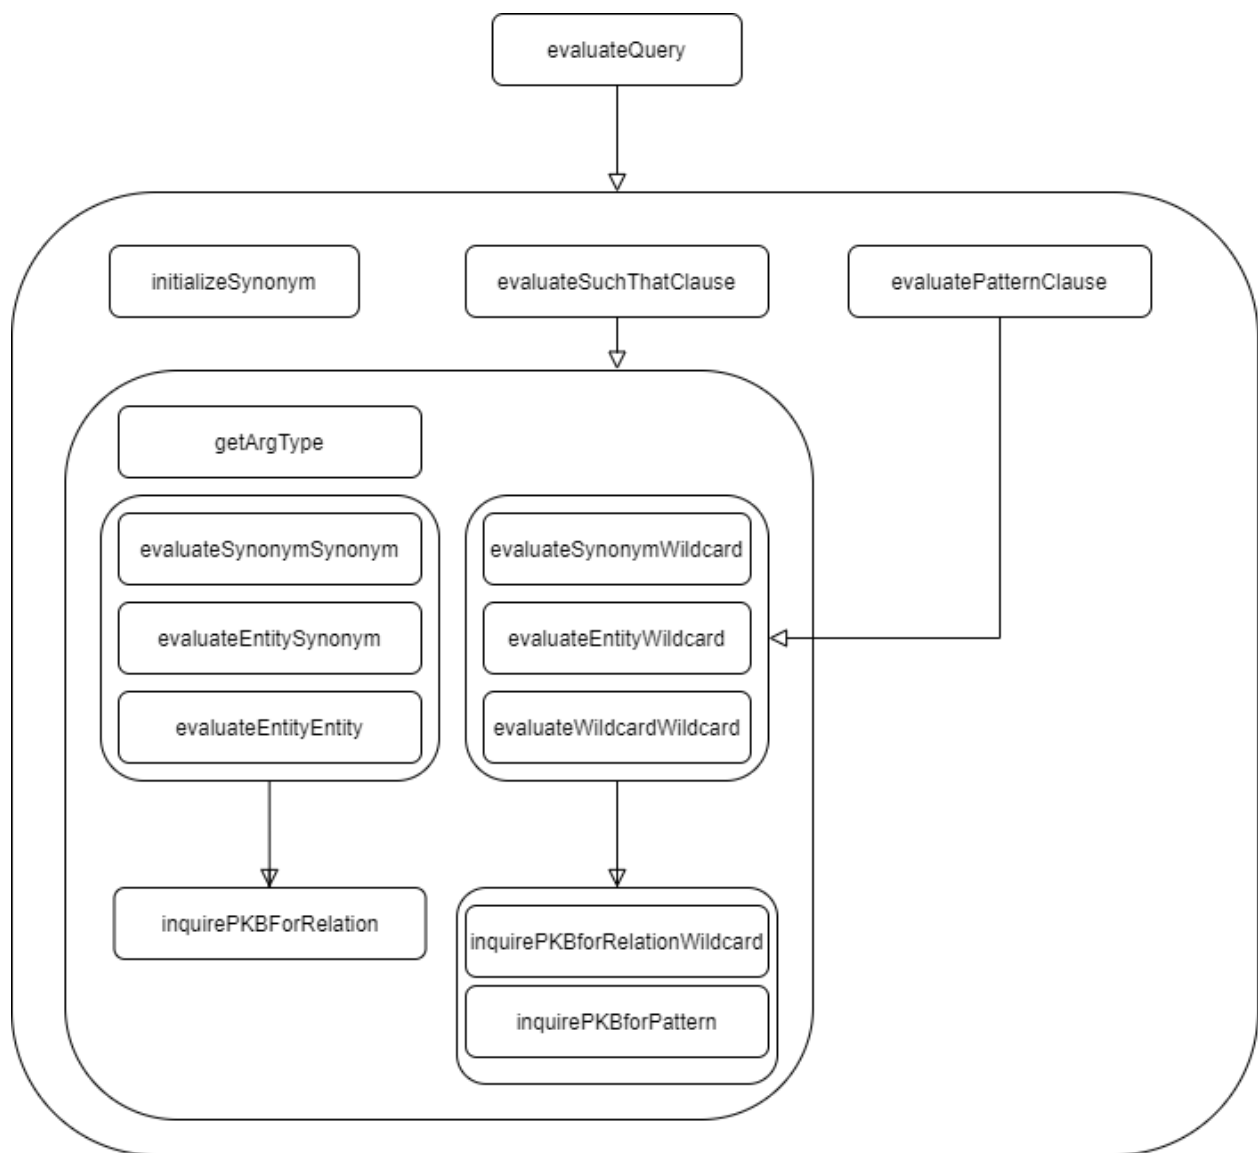 evaluateQuery
initializeSynonym
evaluateSuchThatClause
evaluatePatternClause
getArgType
evaluateSynonymSynonym
evaluateSynonymWildcard
evaluateEntitySynonym
evaluateEntityWildcard
evaluateEntityEntity
evaluateWildcardWildcard
inquirePKBForRelation
inquirePKBforRelationWildcard
inquirePKBforPattern